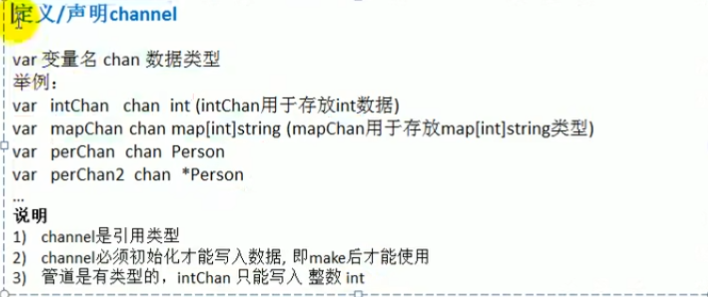 定义/声明channel
var 变量名 chan 数据类型
举例：
var intChan chan int (intChan用于存放int数据)
var mapChan chan map[int]string (mapChan用于存放map[int]string类型)
var perChan chan Person
var perChan2 chan *Person
...
说明
1) channel是引用类型
2) channel必须初始化才能写入数据, 即make后才能使用
3) 管道是有类型的，intChan 只能写入 整数 int